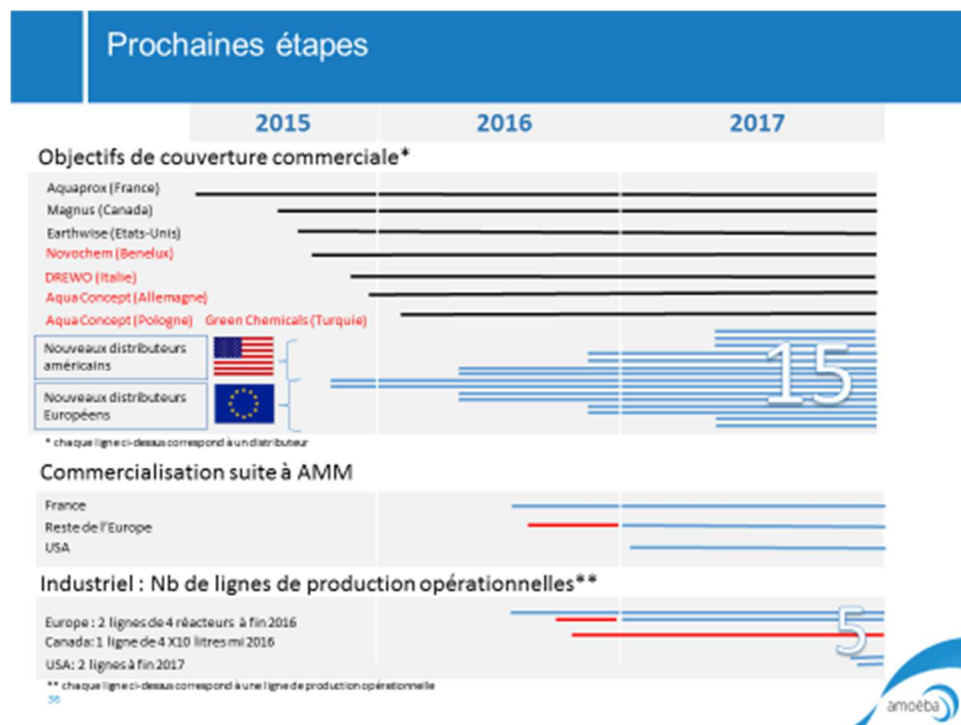 Prochaines étapes
2015 2016 2017
Objectifs de couverture commerciale*
Aquaprox (France)
Magnus (Canada)
Earthwise (Etats-Unis)
Novochem (Benelux)
DREWO (Italie)
Aqua Concept (Allemagne)
Aqua Concept (Pologne) Green Chemicals (Turquie)
Nouveaux distributeurs
américains
15
Nouveaux distributeurs
Européens
* chaque ligne ci-dessus correspond à un distributeur
Commercialisation suite à AMM
France
Reste de l'Europe
USA
Industriel : Nb de lignes de production opérationnelles**
Europe : 2 lignes de 4 réacteurs à fin 2016
5
Canada: 1 ligne de 4 X10 litres mi 2016
USA: 2 lignes à fin 2017
** chaque ligne ci-dessus correspond à une ligne de production opérationnelle
amoéba